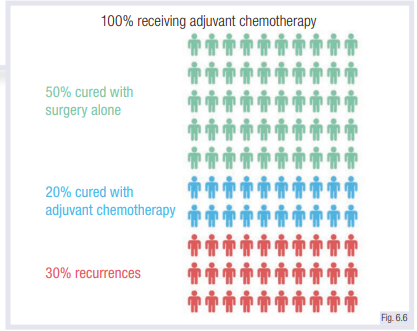 100% receiving adjuvant chemotherapy
50% cured with
surgery alone
20% cured with
adjuvant chemotherapy
30% recurrences
Fig. 6.6